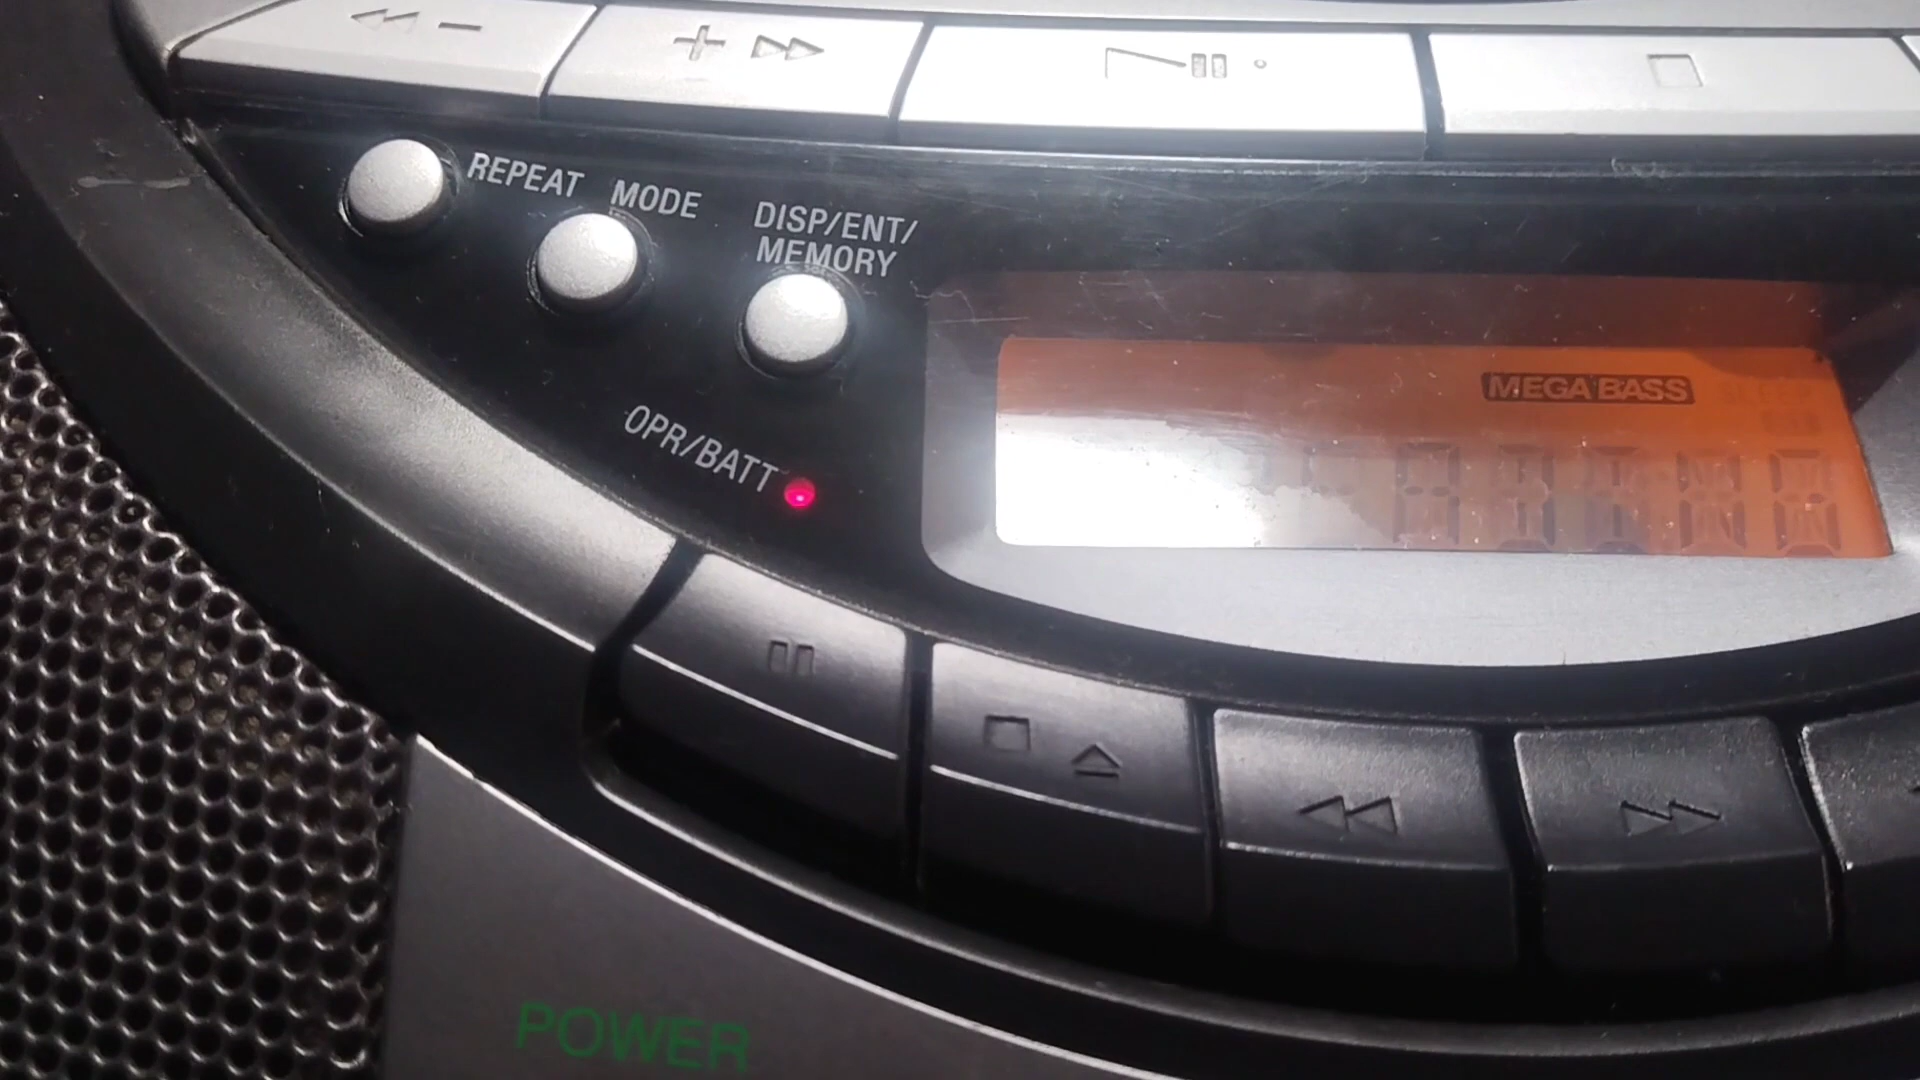 REPEAT
MODE
DISP/ENT/
MEMORY
MEGA BASS
OPR/BATT
POWER